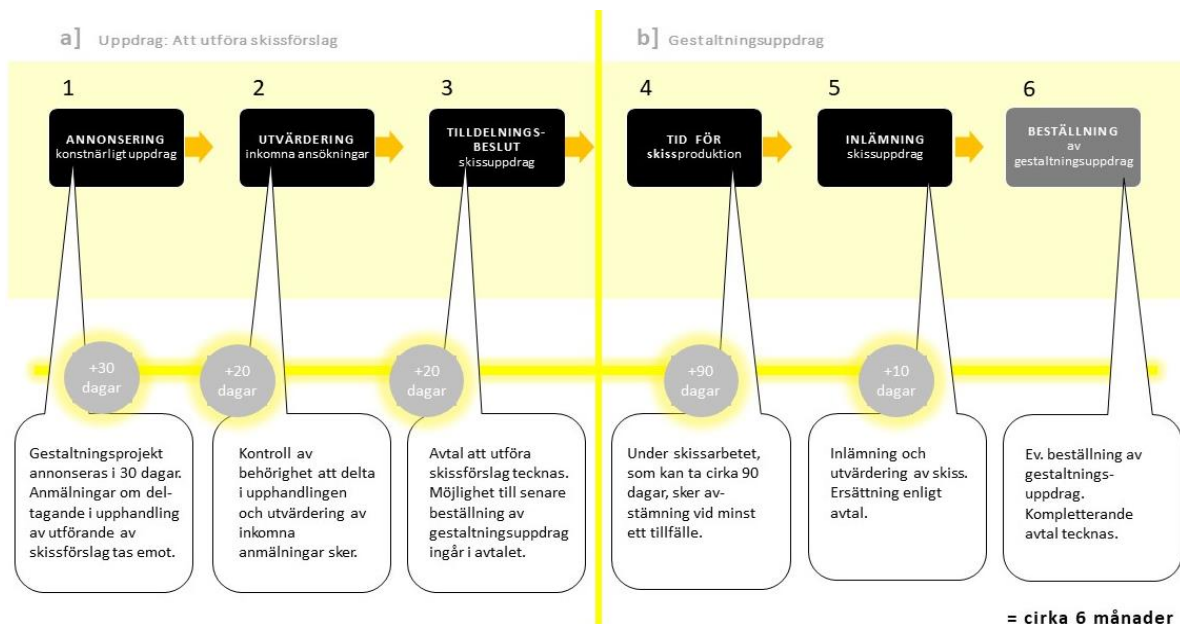 a] Uppdrag: Att utföra skissförslag
b] Gestaltningsuppdrag
1
2
3
4
5
6
ANNONSERING
konstnärligt uppdrag
UTVÄRDERING
inkomna ansökningar
TILLDELNINGS-
BESLUT
skissuppdrag
TID FÖR
skissproduktion
INLÄMNING
skissuppdrag
BESTÄLLNING
av
gestaltningsuppdrag
+30
dagar
+20
dagar
+20
dagar
+90
dagar
+10
dagar
Gestaltningsprojekt
annonseras i 30 dagar.
Anmälningar om del-
tagande i upphandling
av utförande av
skissförslag tas emot.
Kontroll av
behörighet att delta
i upphandlingen
och utvärdering av
inkomna
anmälningar sker.
Avtal att utföra
skissförslag tecknas.
Möjlighet till senare
beställning av
gestaltningsuppdrag
ingår i avtalet.
Under skissarbetet,
som kan ta cirka 90
dagar, sker av-
stämning vid minst
ett tillfälle.
Inlämning och
utvärdering av skiss.
Ersättning enligt
avtal.
Ev. beställning av
gestaltnings-
uppdrag.
Kompletterande
avtal tecknas.
= cirka 6 månader